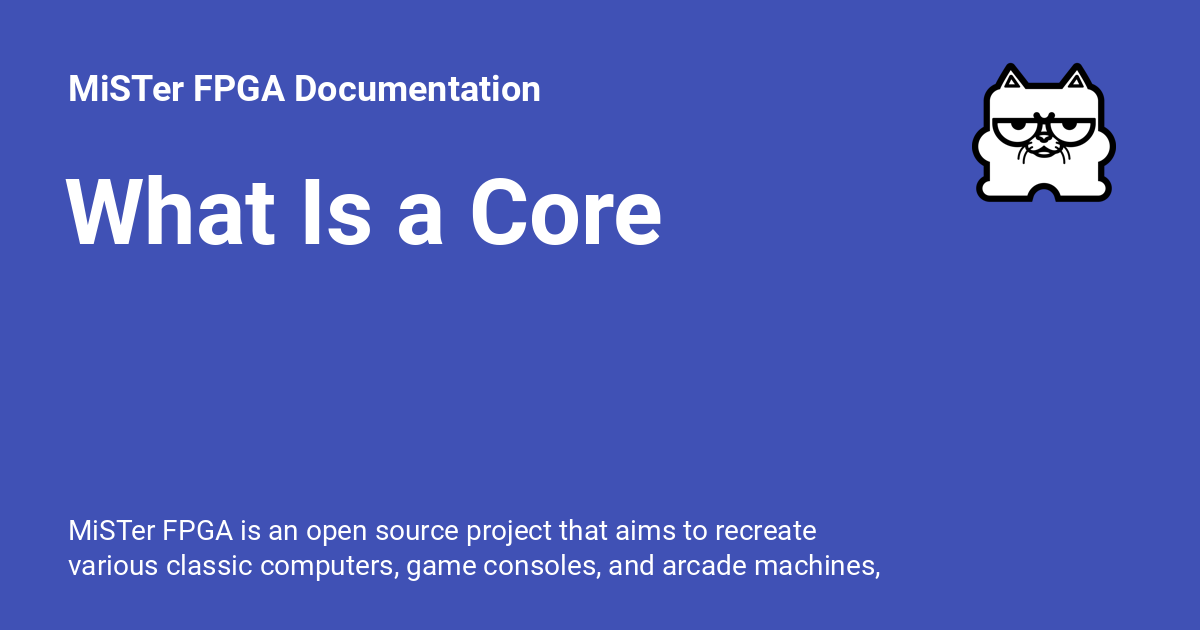 MiSTer FPGA Documentation
What Is a Core
MiSTer FPGA is an open source project that aims to recreate
various classic computers, game consoles, and arcade machines,